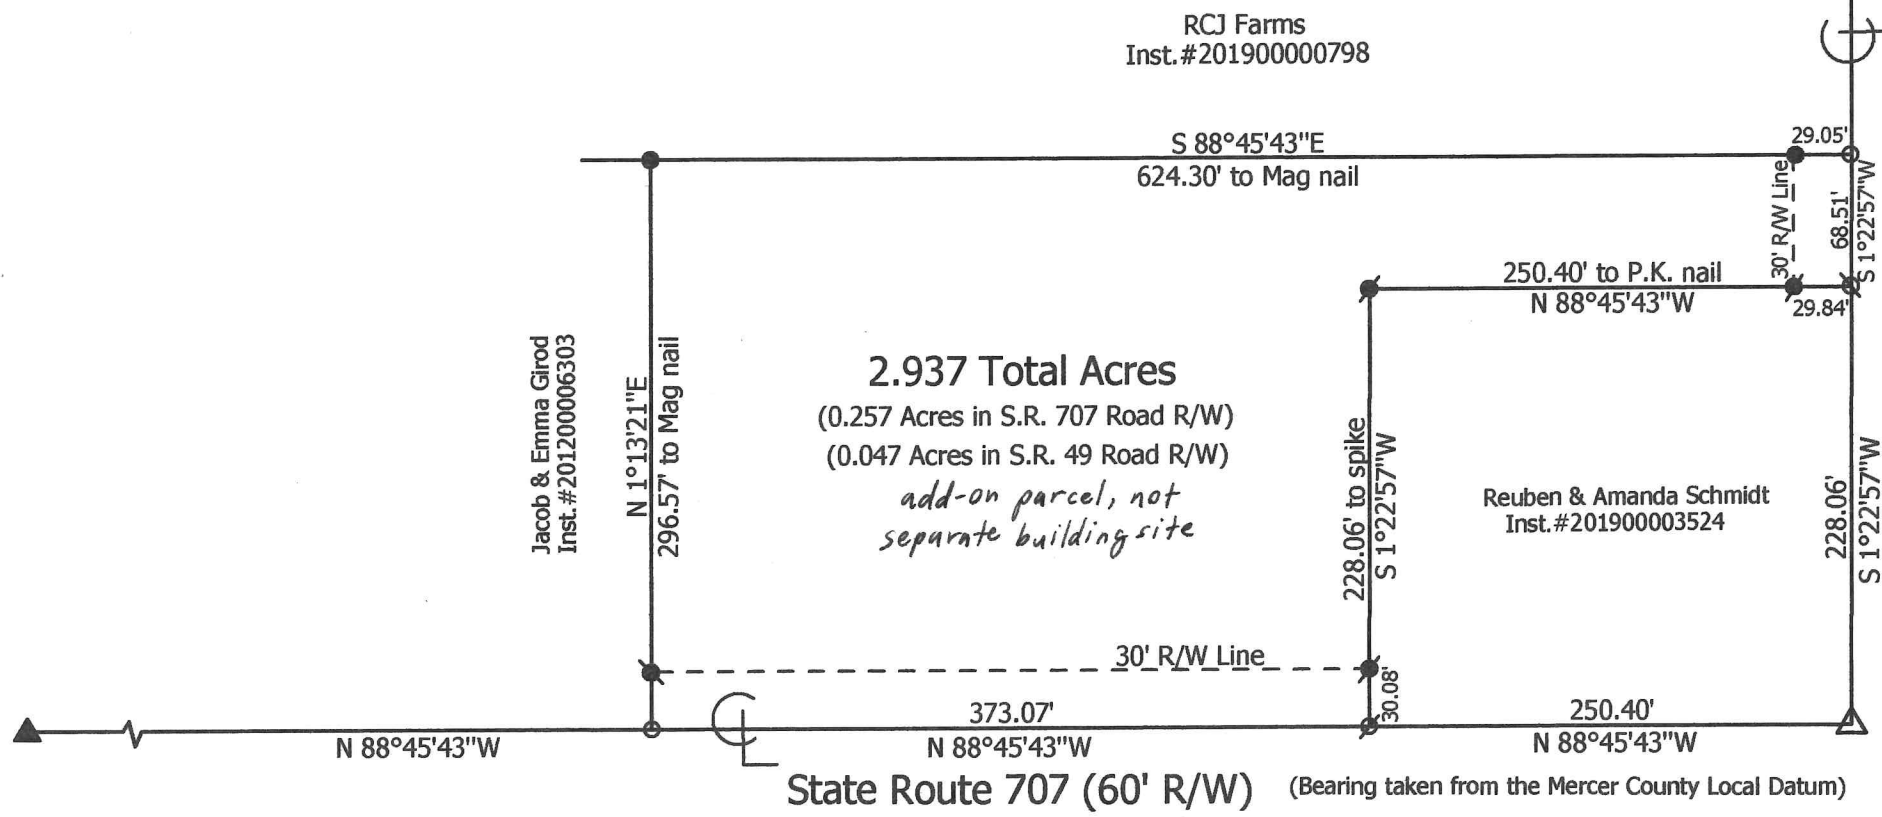 RCJ Farms
Inst.#201900000798
S 88°45'43"E
624.30' to Mag nail
29.05'
30' R/W Line
68.51'
S 1°22'57"W
250.40' to P.K. nail
N 88°45'43"W
29.84'
Jacob & Emma Girod
Inst.#201200006303
N 1°13'21"E
296.57' to Mag nail
2.937 Total Acres
(0.257 Acres in S.R. 707 Road R/W)
(0.047 Acres in S.R. 49 Road R/W)
add-on parcel, not
separate building site
228.06' to spike
S 1°22'57"W
Reuben & Amanda Schmidt
Inst.#201900003524
228.06'
S 1°22'57"W
30' R/W Line
30.08'
373.07'
250.40'
N 88°45'43"W
N 88°45'43"W
N 88°45'43"W
State Route 707 (60' R/W)
(Bearing taken from the Mercer County Local Datum)